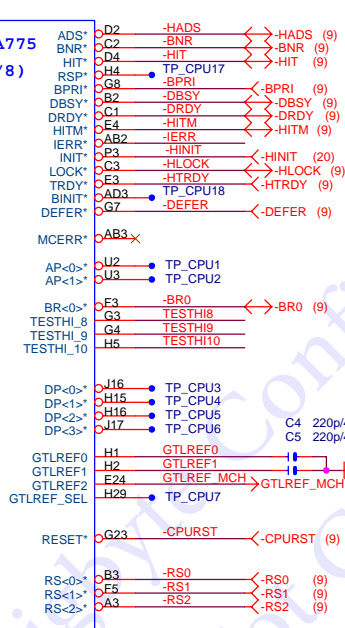 A775
/8)
ADS* D2 -HADS -HADS (9)
BNR* C2 -BNR -BNR (9)
HIT* D4 -HIT -HIT (9)
RSP* H4 TP_CPU17
BPRI* G8 -BPRI -BPRI (9)
DBSY* B2 -DBSY -DBSY (9)
DRDY* C1 -DRDY -DRDY (9)
HITM* E4 -HITM -HITM (9)
IERR* AB2 -IERR
INIT* P3 -HINIT -HINIT (20)
LOCK* C3 -HLOCK -HLOCK (9)
TRDY* E3 -HTRDY -HTRDY (9)
BINIT* AD3 TP_CPU18
DEFER* G7 -DEFER -DEFER (9)
MCERR* AB3
AP<0>* U2 TP_CPU1
AP<1>* U3 TP_CPU2
BR<0>* F3 -BR0 -BR0 (9)
TESTHI_8 G3 TESTHI8
TESTHI_9 G4 TESTHI9
TESTHI_10 H5 TESTHI10
DP<0>* J16 TP_CPU3
DP<1>* H15 TP_CPU4
DP<2>* H16 TP_CPU5
DP<3>* J17 TP_CPU6
C4 220p/4
C5 220p/4
GTLREF0 H1 GTLREF0
GTLREF1 H2 GTLREF1
GTLREF2 E24 GTLREF_MCH GTLREF_MCH
GTLREF_SEL H29 TP_CPU7
RESET* G23 -CPURST -CPURST (9)
RS<0>* B3 -RS0 -RS0 (9)
RS<1>* F5 -RS1 -RS1 (9)
RS<2>* A3 -RS2 -RS2 (9)